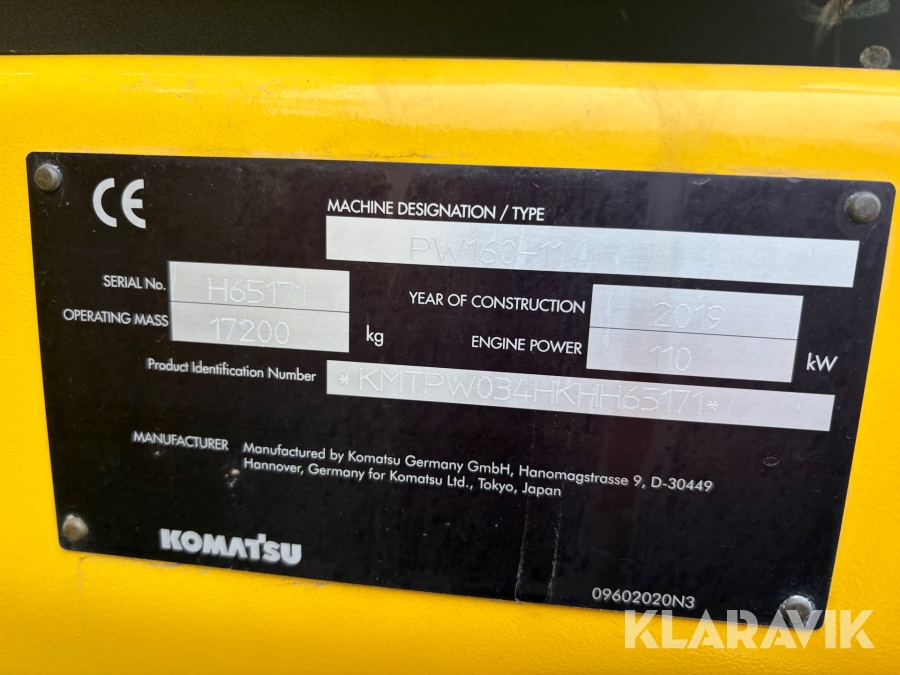 CE
MACHINE DESIGNATION / TYPE
PW160-11
SERIAL No. H65171
YEAR OF CONSTRUCTION 2019
OPERATING MASS 17200 kg
ENGINE POWER 110 kW
Product Identification Number *KMTPW034HKHH65171*
MANUFACTURER Manufactured by Komatsu Germany GmbH, Hanomagstrasse 9, D-30449
Hannover, Germany for Komatsu Ltd., Tokyo, Japan
KOMATSU
09602020N3
KLARAVIK